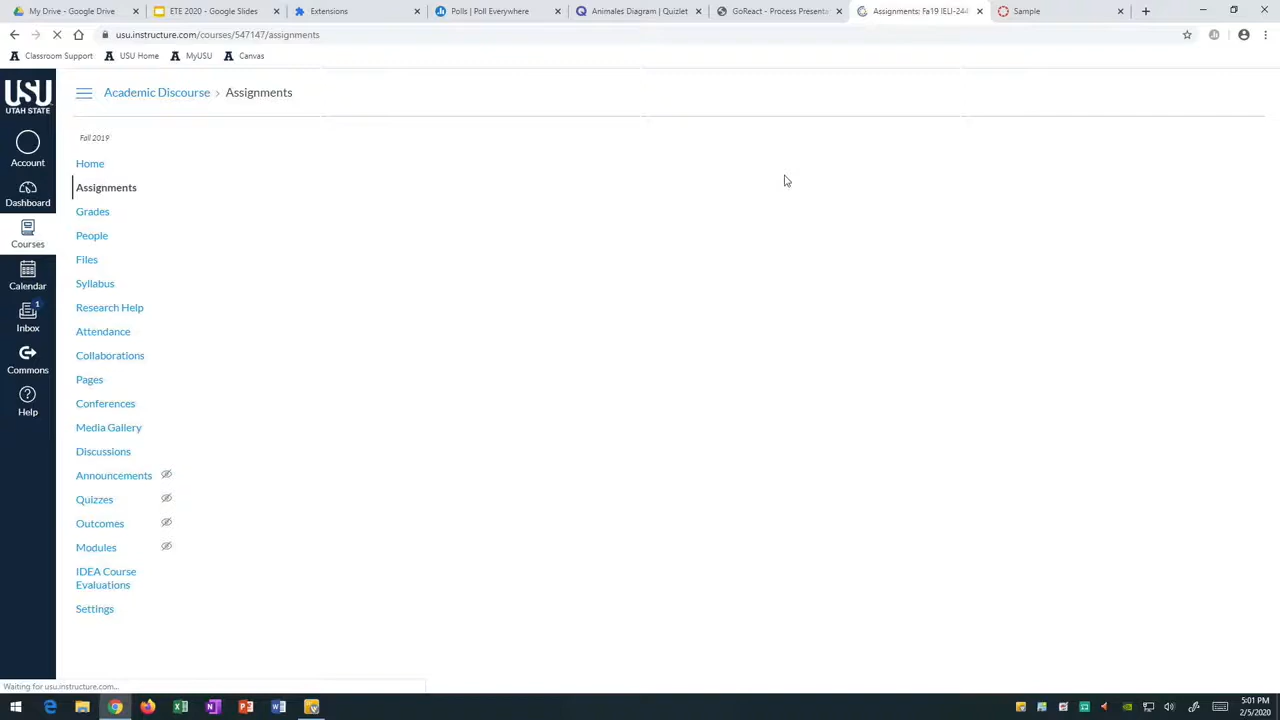 My Drive - Google Drive
ETE 2020 - Google Slides
Extensions
Polls | Poll Everywhere
Animales Diagram | Quizlet
GoReact - Process Presenta
Assignments: Fa19 IELI-244
Sample
usu.instructure.com/courses/547147/assignments
Classroom Support
USU Home
MyUSU
Canvas
USU
UTAH STATE
Account
Dashboard
Courses
Calendar
1
Inbox
Commons
Help
Academic Discourse › Assignments
Fall 2019
Home
Assignments
Grades
People
Files
Syllabus
Research Help
Attendance
Collaborations
Pages
Conferences
Media Gallery
Discussions
Announcements
Quizzes
Outcomes
Modules
IDEA Course
Evaluations
Settings
Waiting for usu.instructure.com...
5:01 PM
2/5/2020